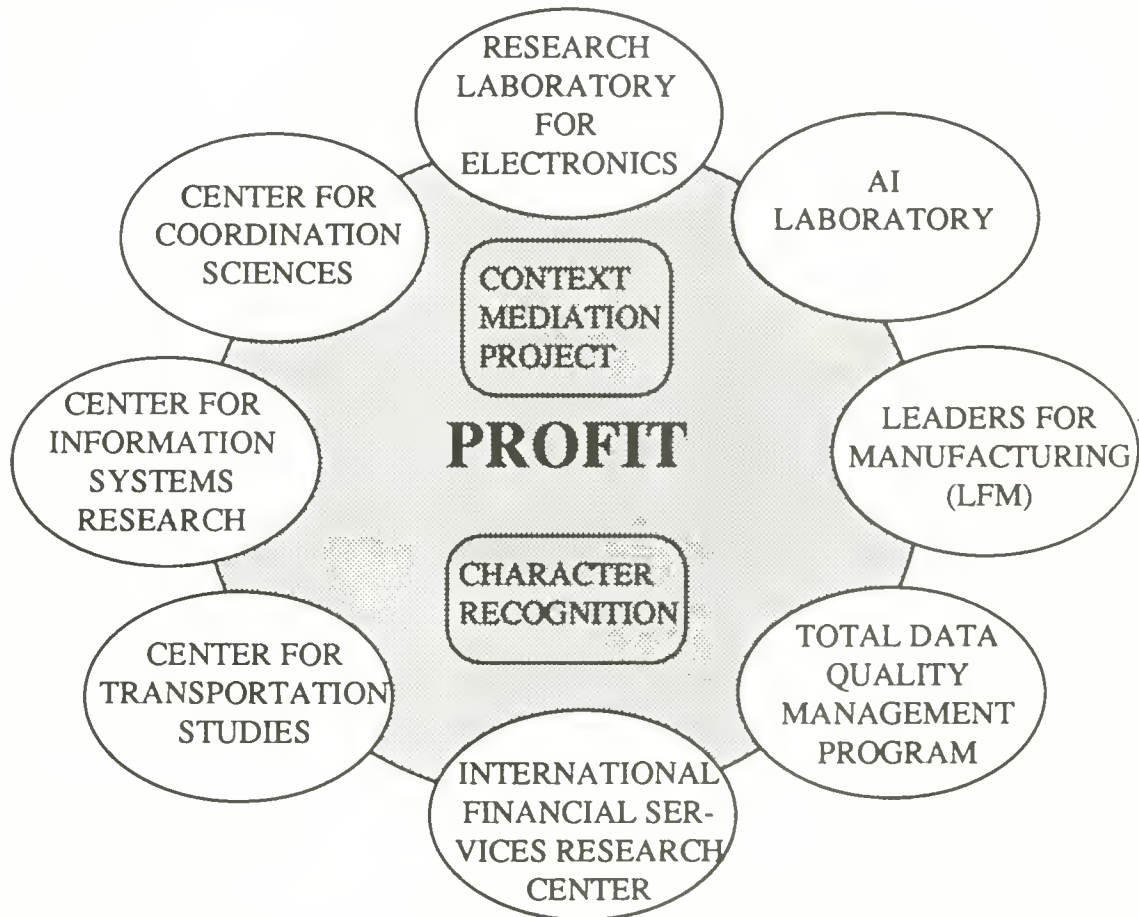 RESEARCH
LABORATORY
FOR
ELECTRONICS
AI
LABORATORY
CENTER FOR
COORDINATION
SCIENCES
CONTEXT
MEDIATION
PROJECT
CENTER FOR
INFORMATION
SYSTEMS
RESEARCH
PROFIT
LEADERS FOR
MANUFACTURING
(LFM)
CHARACTER
RECOGNITION
CENTER FOR
TRANSPORTATION
STUDIES
TOTAL DATA
QUALITY
MANAGEMENT
PROGRAM
INTERNATIONAL
FINANCIAL SER-
VICES RESEARCH
CENTER